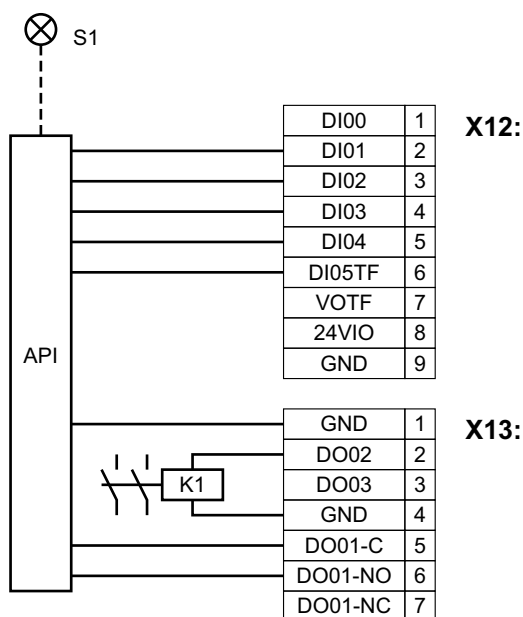 S1
DI00 1 X12:
DI01 2
DI02 3
DI03 4
DI04 5
DI05TF 6
VOTF 7
24VIO 8
API
GND 9
GND 1 X13:
DO02 2
K1 DO03 3
GND 4
DO01-C 5
DO01-NO 6
DO01-NC 7